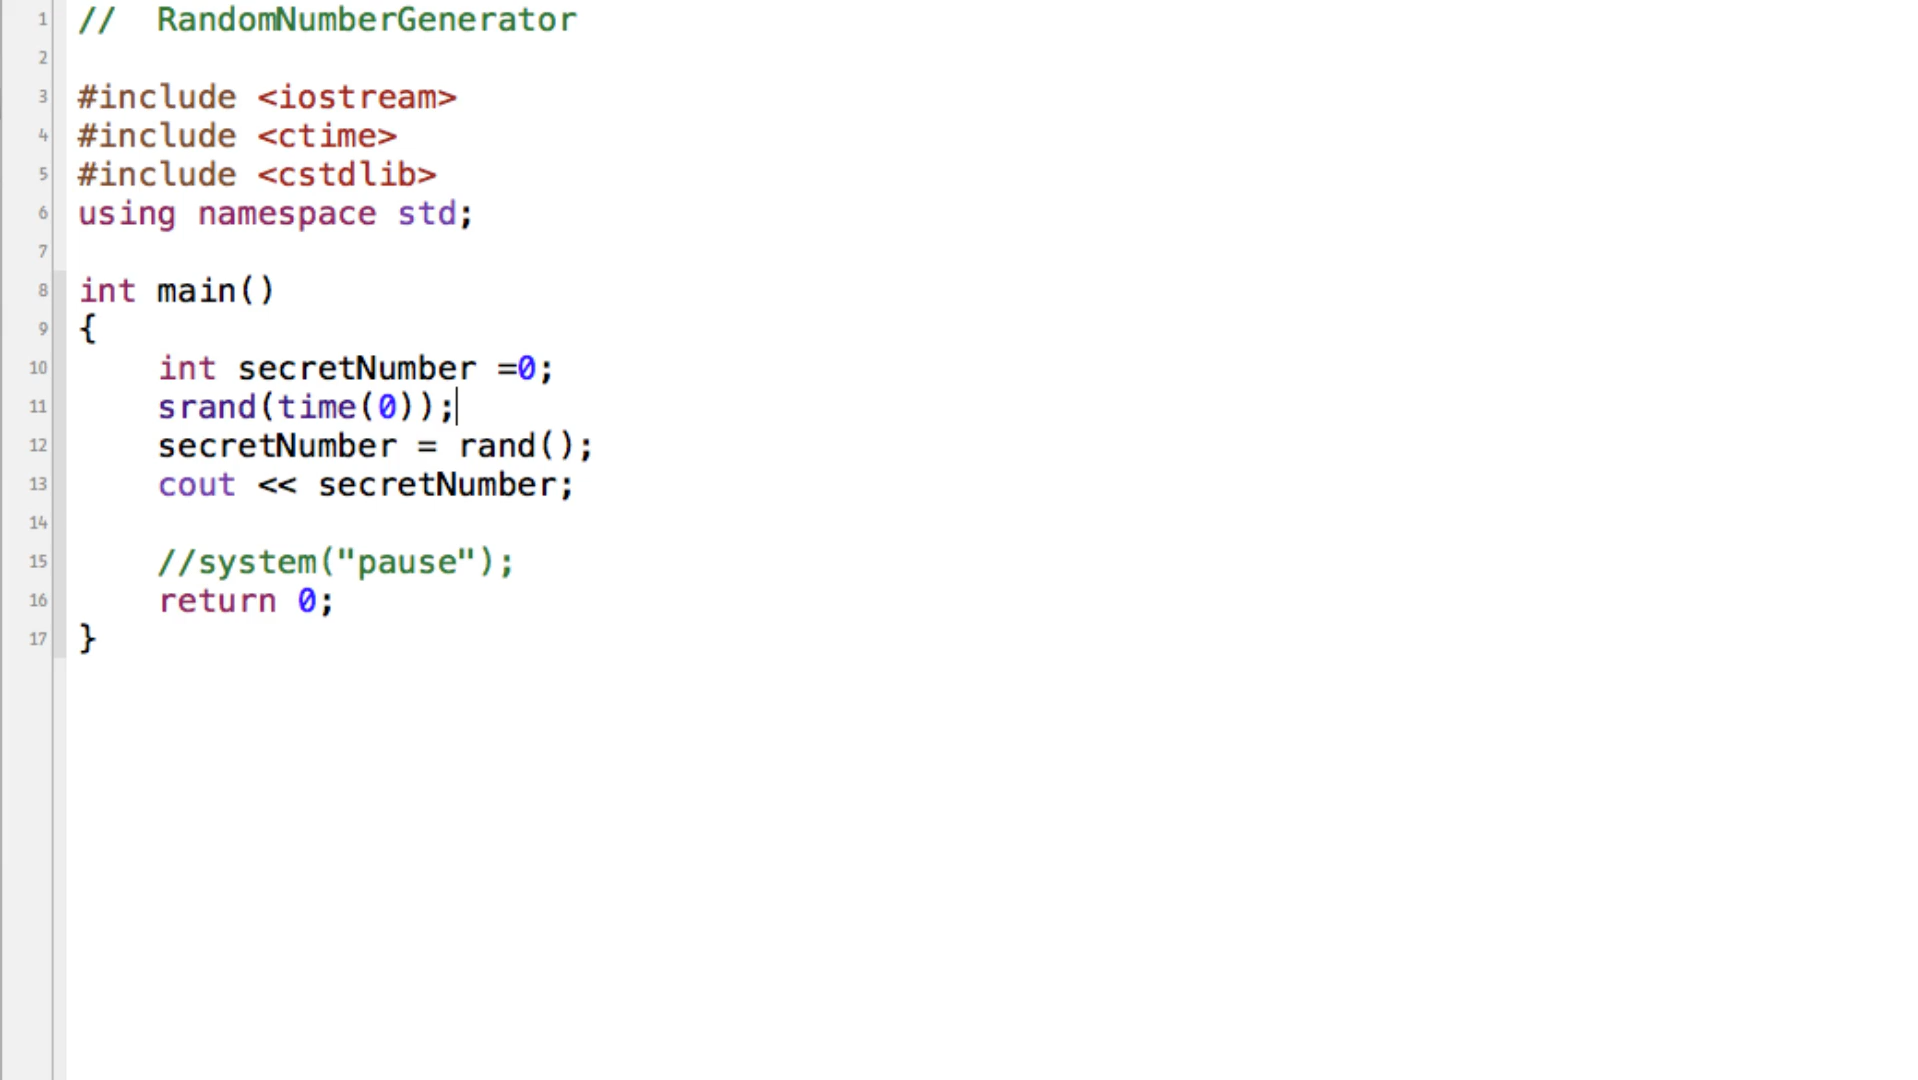 1 // RandomNumberGenerator
2
3 #include <iostream>
4 #include <ctime>
5 #include <cstdlib>
6 using namespace std;
7
8 int main()
9 {
10 int secretNumber =0;
11 srand(time(0));
12 secretNumber = rand();
13 cout << secretNumber;
14
15 //system("pause");
16 return 0;
17 }